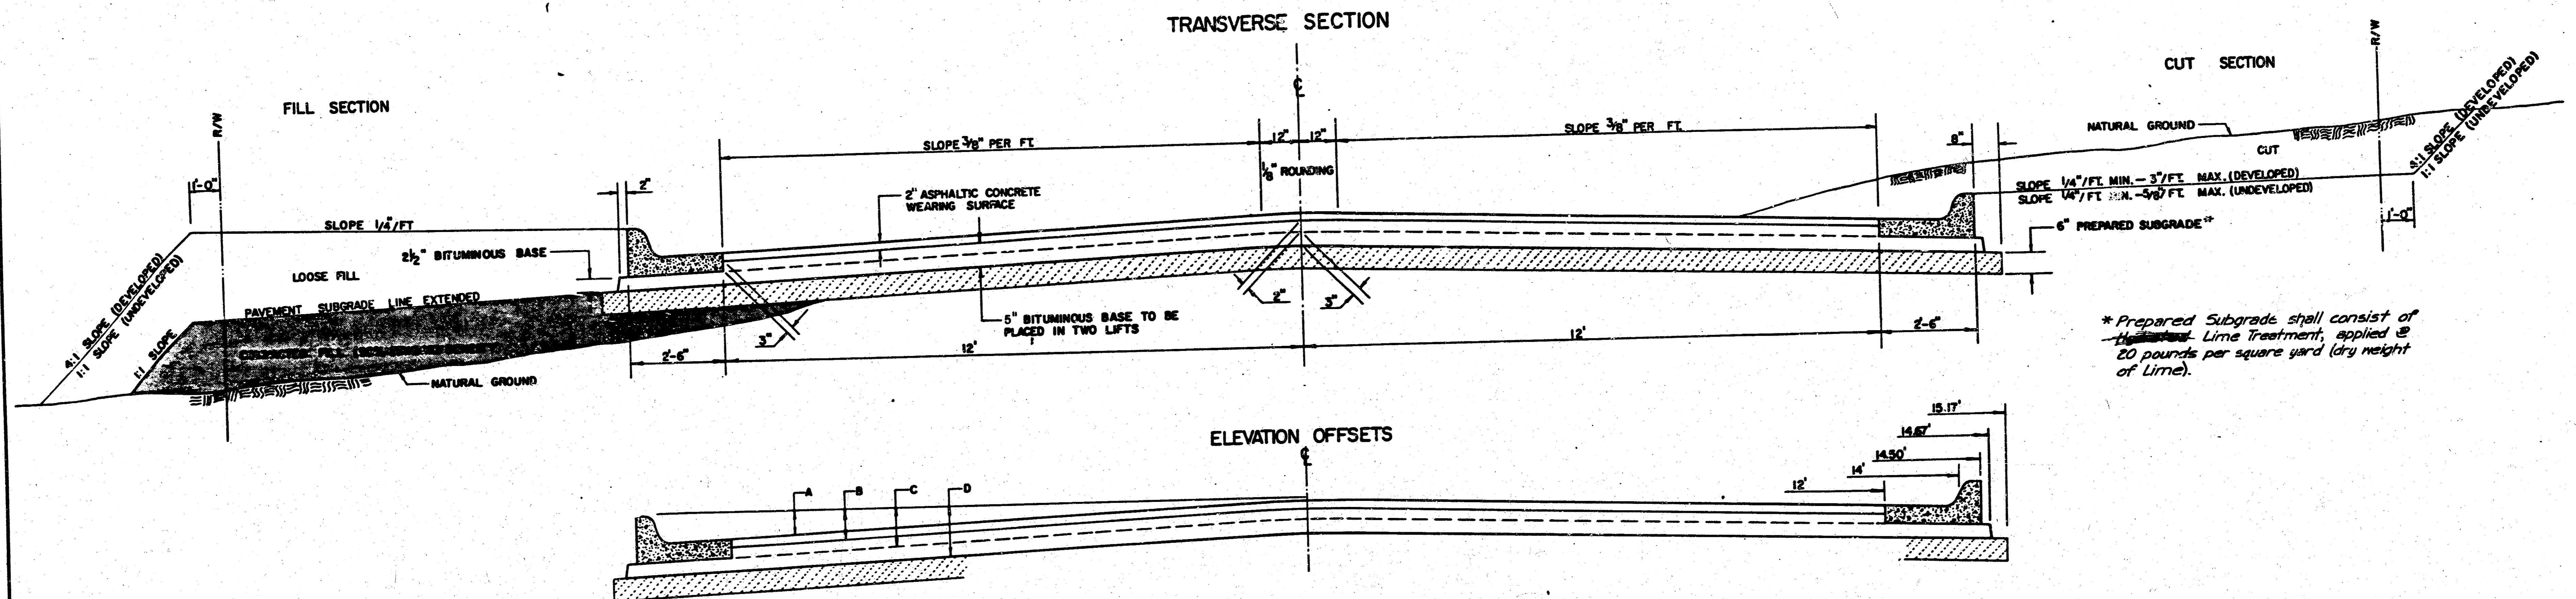 TRANSVERSE SECTION
FILL SECTION
CUT SECTION
R/W
R/W
℄
SLOPE 3/8" PER FT.
12"
12"
SLOPE 3/8" PER FT.
1/8" ROUNDING
8"
NATURAL GROUND
CUT
4:1 SLOPE (DEVELOPED)
1:1 SLOPE (UNDEVELOPED)
SLOPE 1/4"/FT. MIN. - 3"/FT. MAX. (DEVELOPED)
SLOPE 1/4"/FT. MIN. - 5/8"/FT. MAX. (UNDEVELOPED)
1'-0"
6" PREPARED SUBGRADE*
1'-0"
2"
2" ASPHALTIC CONCRETE
WEARING SURFACE
SLOPE 1/4"/FT
2½" BITUMINOUS BASE
LOOSE FILL
PAVEMENT SUBGRADE LINE EXTENDED
4:1 SLOPE (DEVELOPED)
1:1 SLOPE (UNDEVELOPED)
1:1 SLOPE
NATURAL GROUND
2'-6"
3"
5" BITUMINOUS BASE TO BE
PLACED IN TWO LIFTS
2"
3"
12'
12'
2'-6"
* Prepared Subgrade shall consist of
Lime Treatment, applied @
20 pounds per square yard (dry weight
of Lime).
ELEVATION OFFSETS
℄
A
B
C
D
15.17'
14.67'
14.50'
14'
12'